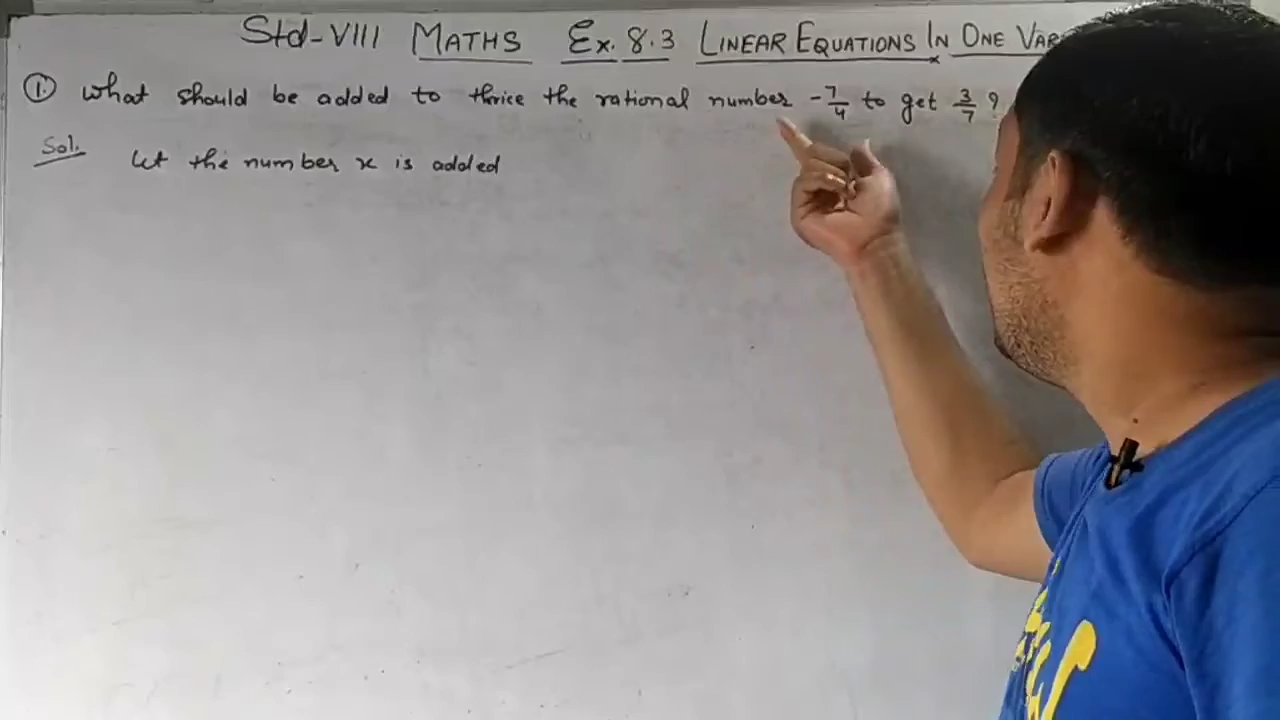 Std-VIII MATHS Ex. 8.3 LINEAR EQUATIONS IN ONE
① What should be added to thrice the rational number -7/4 to get 3/7 ?
Sol. Let the number x is added